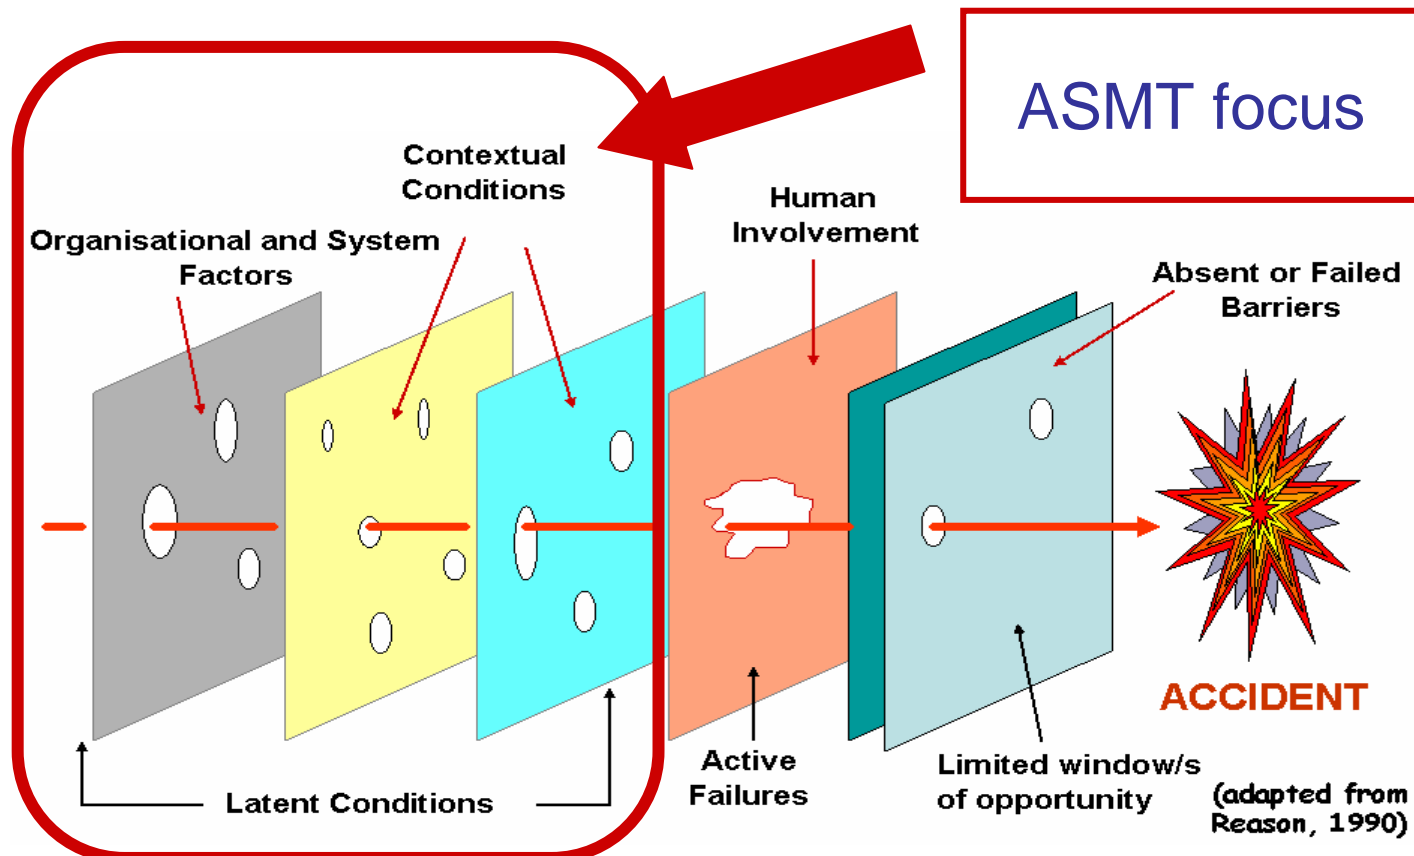 ASMT focus
Contextual
Conditions
Human
Involvement
Organisational and System
Factors
Absent or Failed
Barriers
ACCIDENT
Active
Failures
Limited window/s
of opportunity
Latent Conditions
(adapted from
Reason, 1990)